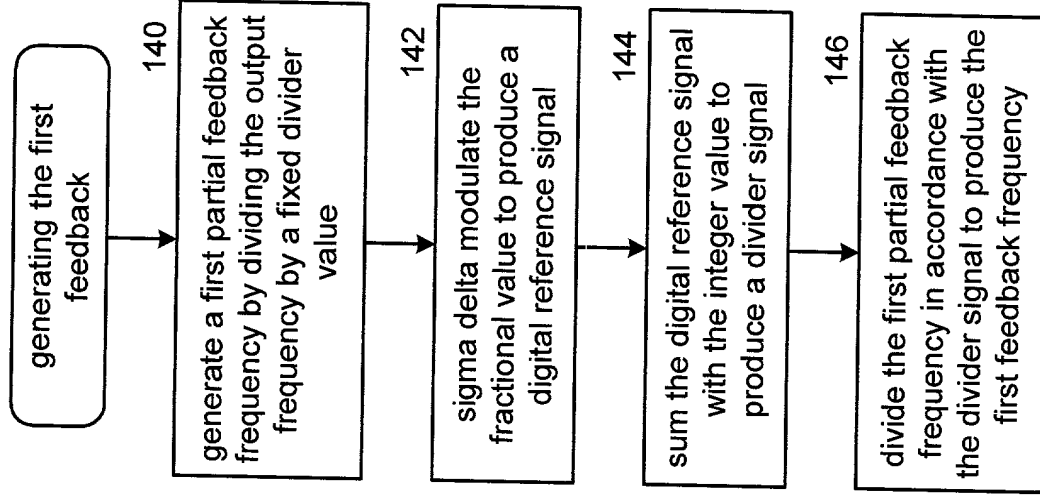 generating the first
feedback
140
generate a first partial feedback
frequency by dividing the output
frequency by a fixed divider
value
142
sigma delta modulate the
fractional value to produce a
digital reference signal
144
sum the digital reference signal
with the integer value to
produce a divider signal
146
divide the first partial feedback
frequency in accordance with
the divider signal to produce the
first feedback frequency